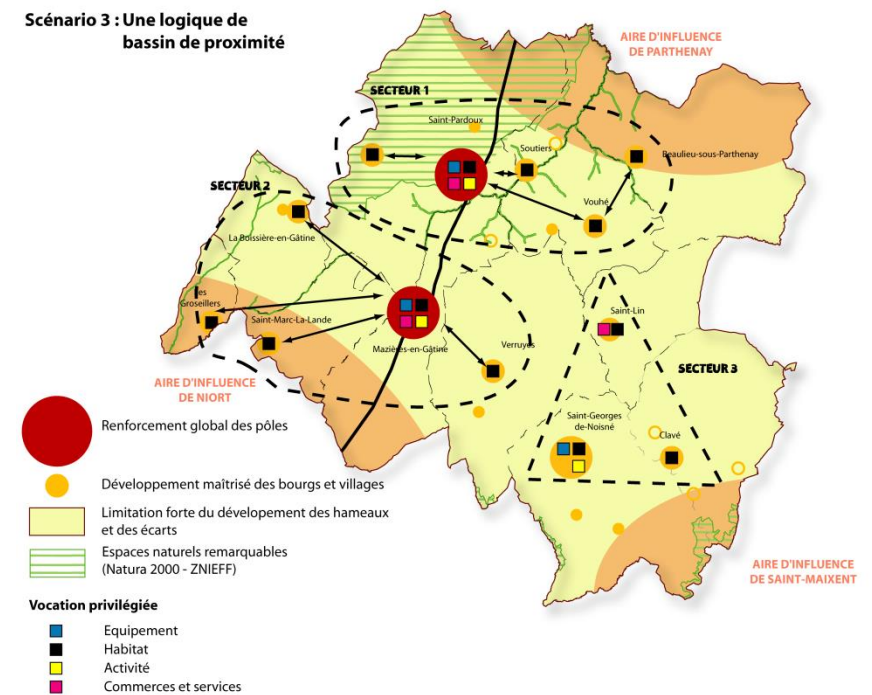 Scénario 3 : Une logique de
bassin de proximité
AIRE D'INFLUENCE
DE PARTHENAY
SECTEUR 1
Saint-Pardoux
Soutiers
Beaulieu-sous-Parthenay
SECTEUR 2
Vouhé
La Boissière-en-Gâtine
Les
Groseillers
Saint-Marc-La-Lande
Saint-Lin
Mazières-en-Gâtine
Verruyes
SECTEUR 3
AIRE D'INFLUENCE
DE NIORT
Saint-Georges
de-Noisné
Clavé
Renforcement global des pôles
Développement maîtrisé des bourgs et villages
Limitation forte du dévelopement des hameaux
et des écarts
Espaces naturels remarquables
(Natura 2000 - ZNIEFF)
AIRE D'INFLUENCE
DE SAINT-MAIXENT
Vocation privilégiée
Equipement
Habitat
Activité
Commerces et services